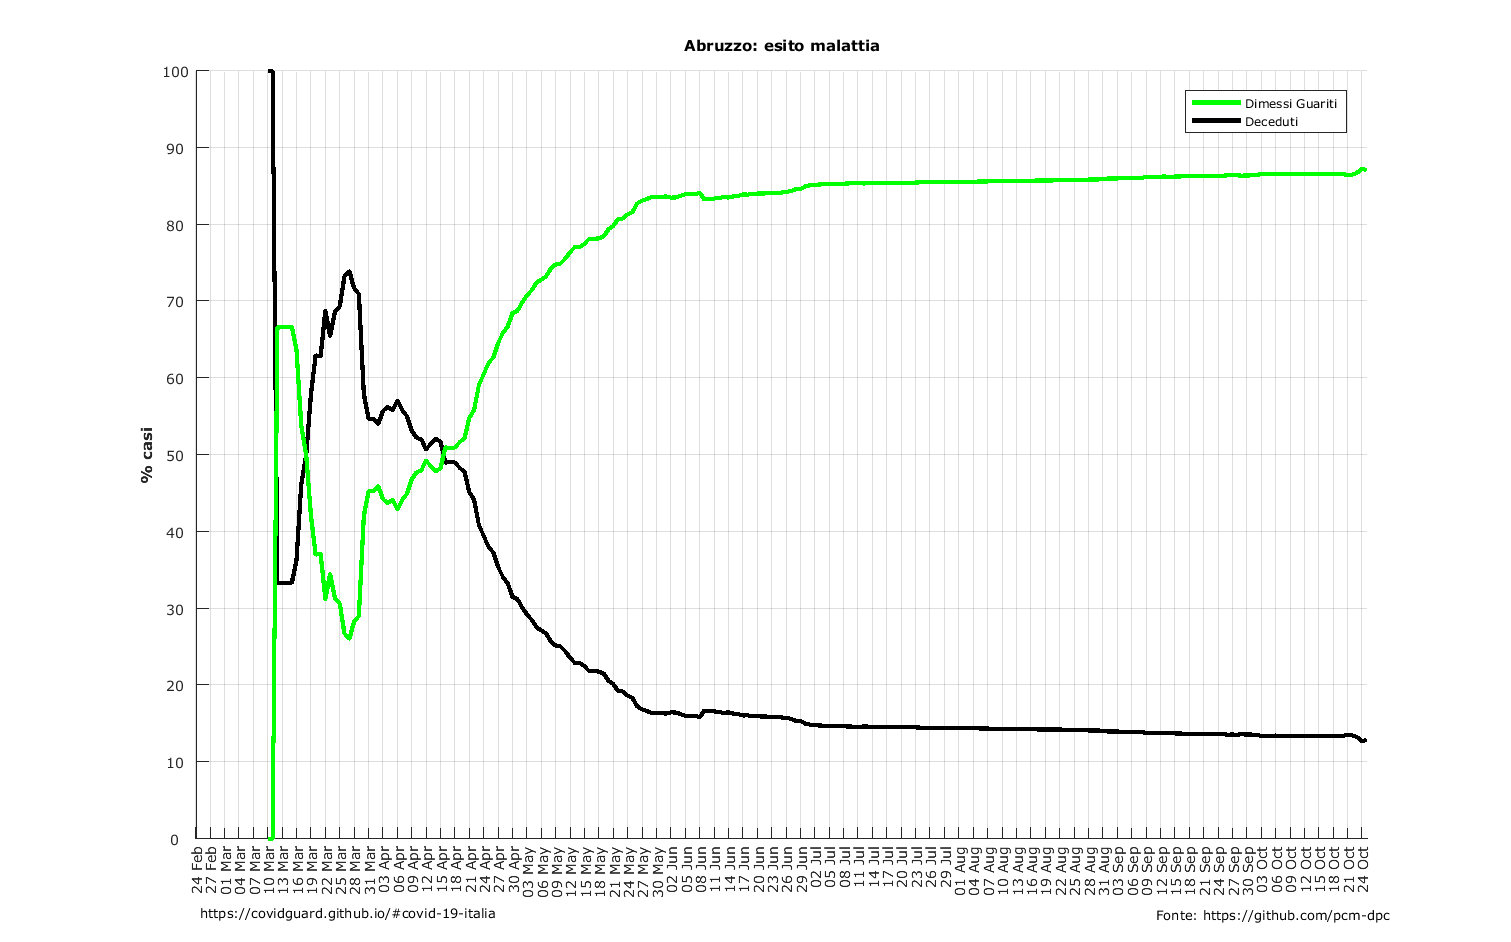 Abruzzo: esito malattia
Dimessi Guariti
Deceduti
% casi
100
90
80
70
60
50
40
30
20
10
0
24 Feb
27 Feb
01 Mar
04 Mar
07 Mar
10 Mar
13 Mar
16 Mar
19 Mar
22 Mar
25 Mar
28 Mar
31 Mar
03 Apr
06 Apr
09 Apr
12 Apr
15 Apr
18 Apr
21 Apr
24 Apr
27 Apr
30 Apr
03 May
06 May
09 May
12 May
15 May
18 May
21 May
24 May
27 May
30 May
02 Jun
05 Jun
08 Jun
11 Jun
14 Jun
17 Jun
20 Jun
23 Jun
26 Jun
29 Jun
02 Jul
05 Jul
08 Jul
11 Jul
14 Jul
17 Jul
20 Jul
23 Jul
26 Jul
29 Jul
01 Aug
04 Aug
07 Aug
10 Aug
13 Aug
16 Aug
19 Aug
22 Aug
25 Aug
28 Aug
31 Aug
03 Sep
06 Sep
09 Sep
12 Sep
15 Sep
18 Sep
21 Sep
24 Sep
27 Sep
30 Sep
03 Oct
06 Oct
09 Oct
12 Oct
15 Oct
18 Oct
21 Oct
24 Oct
https://covidguard.github.io/#covid-19-italia
Fonte: https://github.com/pcm-dpc